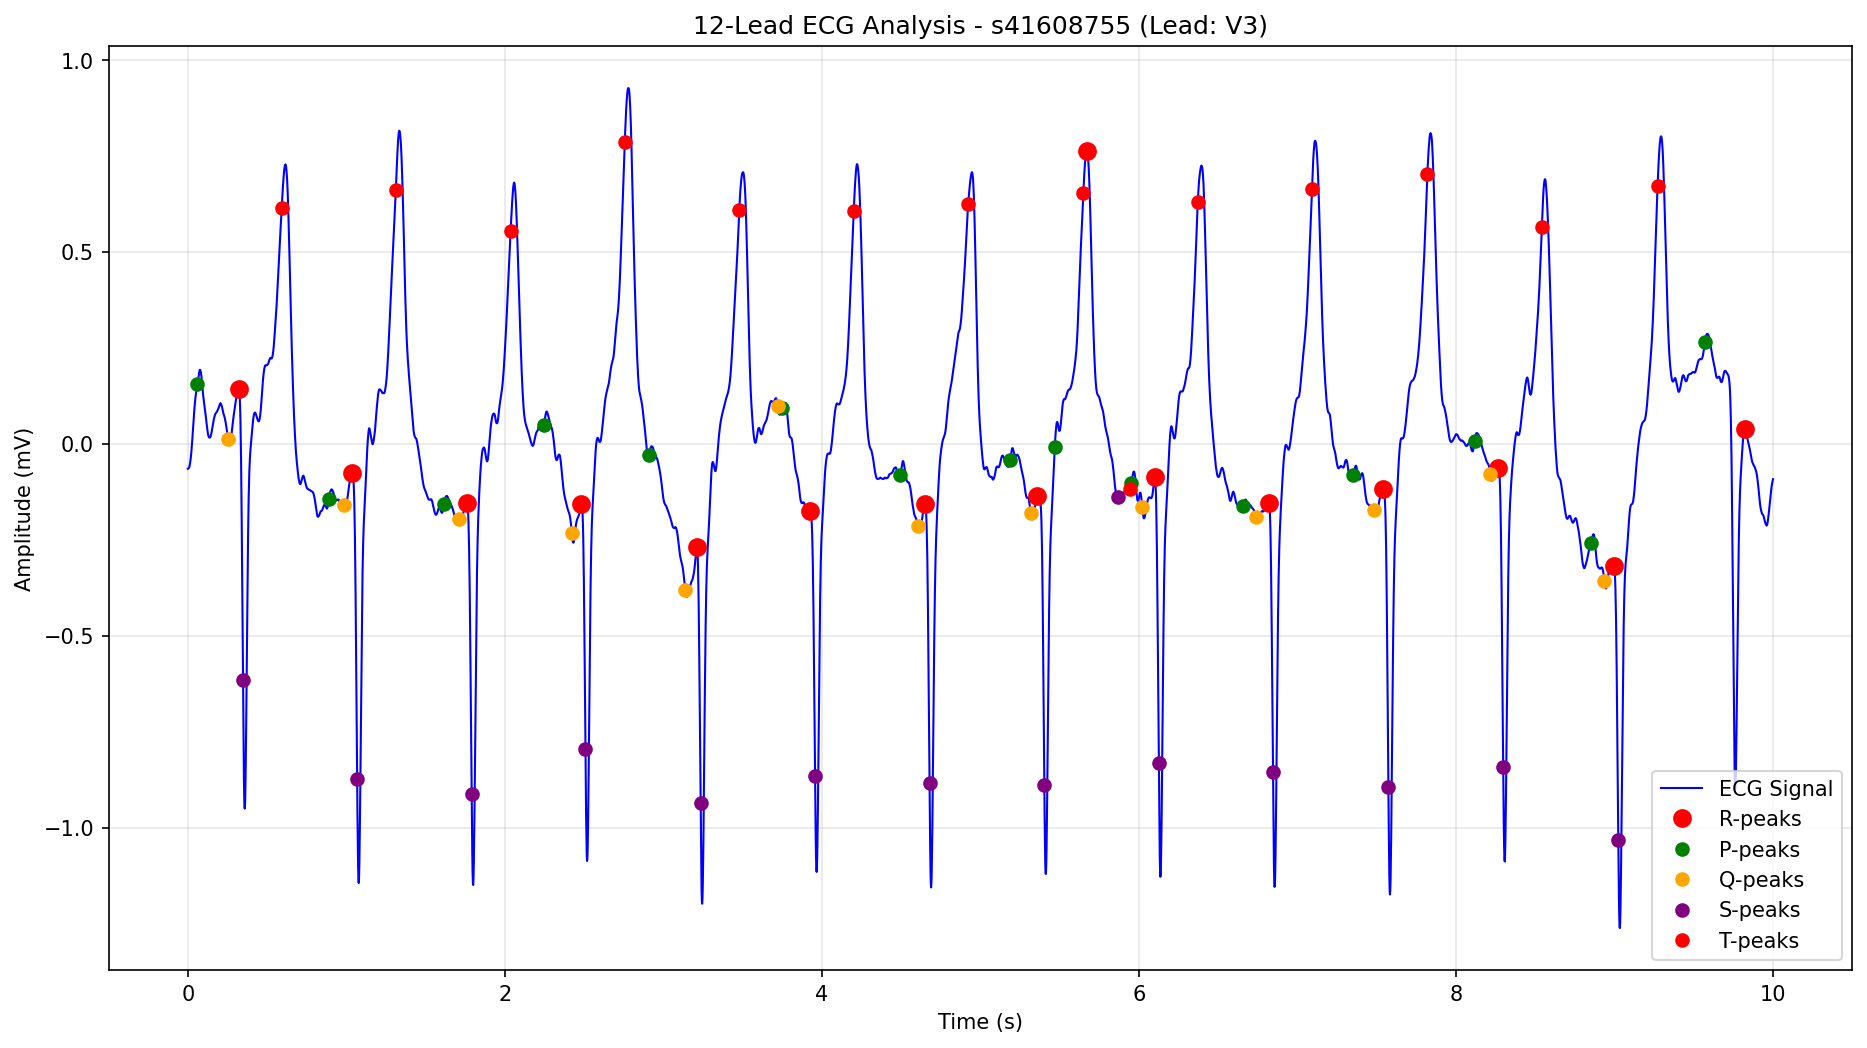 12-Lead ECG Analysis - s41608755 (Lead: V3)
Amplitude (mV)
1.0
0.5
0.0
−0.5
−1.0
0 2 4 6 8 10
Time (s)
ECG Signal
R-peaks
P-peaks
Q-peaks
S-peaks
T-peaks